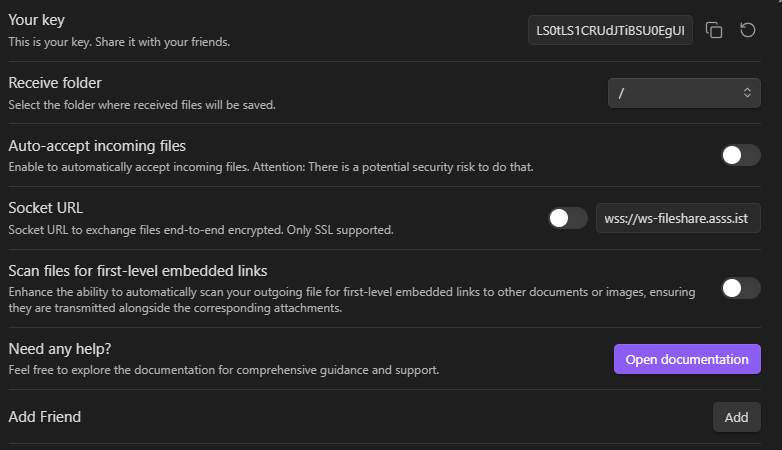 Your key
This is your key. Share it with your friends.
LS0tLS1CRUdJTiBSU0EgUI
Receive folder
Select the folder where received files will be saved.
/
Auto-accept incoming files
Enable to automatically accept incoming files. Attention: There is a potential security risk to do that.
Socket URL
Socket URL to exchange files end-to-end encrypted. Only SSL supported.
wss://ws-fileshare.asss.ist
Scan files for first-level embedded links
Enhance the ability to automatically scan your outgoing file for first-level embedded links to other documents or images, ensuring
they are transmitted alongside the corresponding attachments.
Need any help?
Feel free to explore the documentation for comprehensive guidance and support.
Open documentation
Add Friend
Add